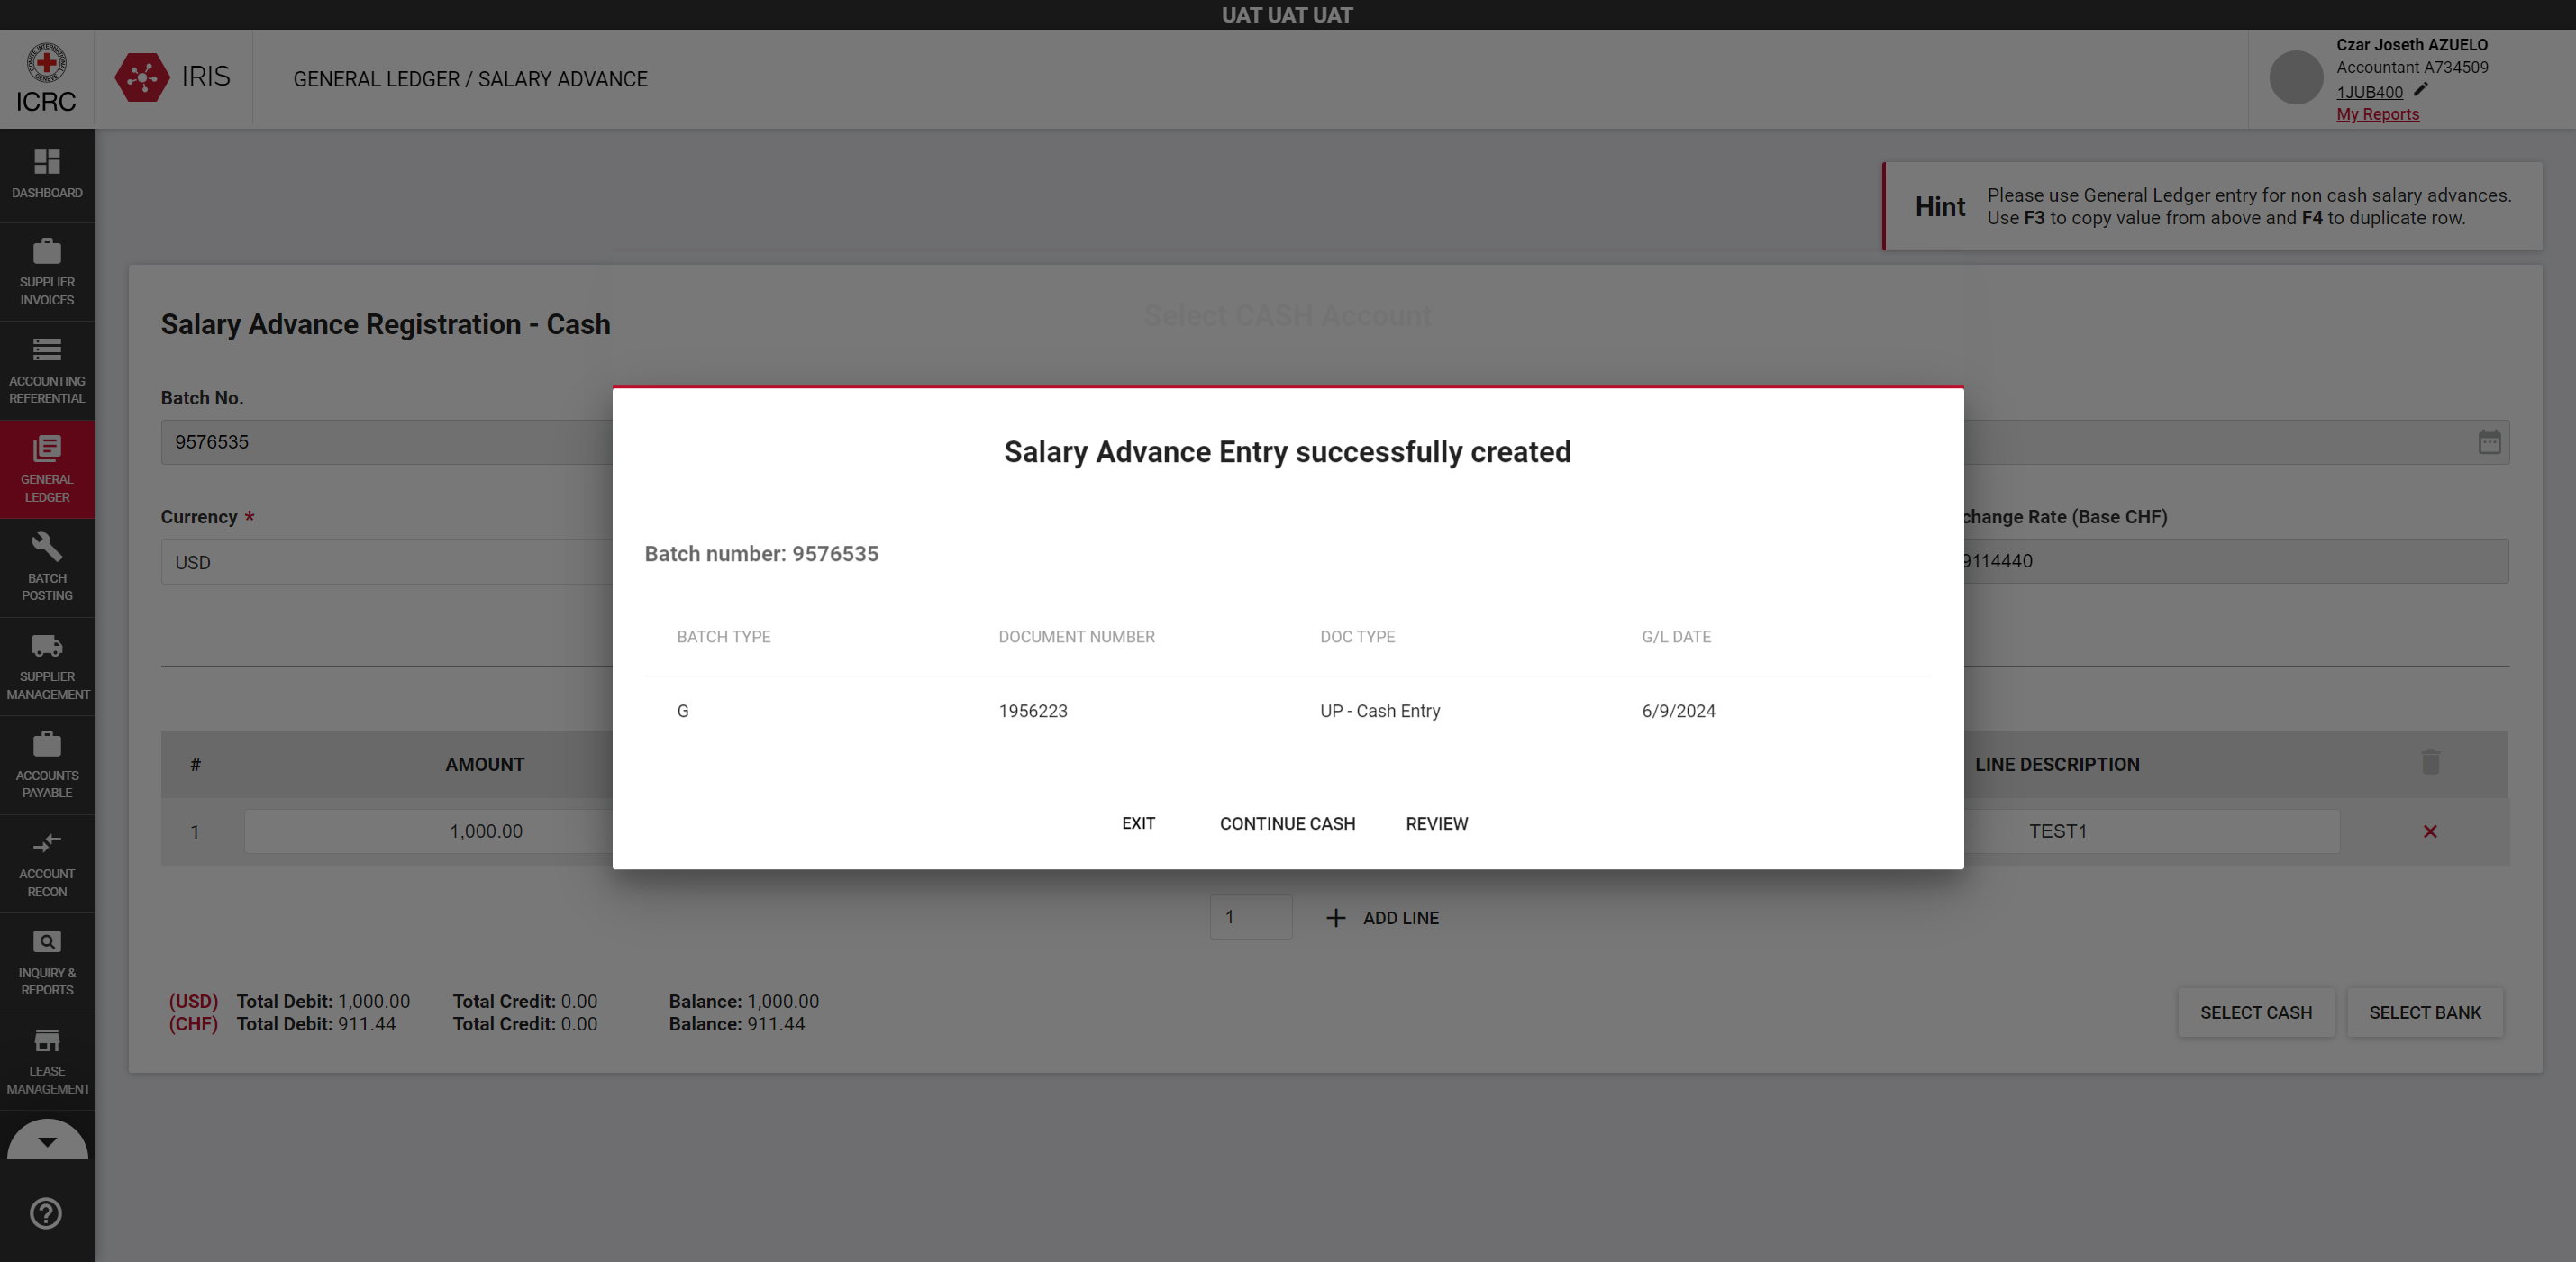 UAT UAT UAT
ICRC
IRIS
GENERAL LEDGER / SALARY ADVANCE
Czar Joseth AZUELO
Accountant A734509
1JUB400
My Reports
DASHBOARD
SUPPLIER
INVOICES
ACCOUNTING
REFERENTIAL
GENERAL
LEDGER
BATCH
POSTING
SUPPLIER
MANAGEMENT
ACCOUNTS
PAYABLE
ACCOUNT
RECON
INQUIRY &
REPORTS
LEASE
MANAGEMENT
Hint
Please use General Ledger entry for non cash salary advances.
Use F3 to copy value from above and F4 to duplicate row.
Salary Advance Registration - Cash
Select CASH Account
Batch No.
9576535
Currency *
USD
change Rate (Base CHF)
9114440
Salary Advance Entry successfully created
Batch number: 9576535
BATCH TYPE DOCUMENT NUMBER DOC TYPE G/L DATE
G 1956223 UP - Cash Entry 6/9/2024
EXIT CONTINUE CASH REVIEW
# AMOUNT LINE DESCRIPTION
1 1,000.00 TEST1
1 ADD LINE
(USD) Total Debit: 1,000.00 Total Credit: 0.00 Balance: 1,000.00
(CHF) Total Debit: 911.44 Total Credit: 0.00 Balance: 911.44
SELECT CASH SELECT BANK